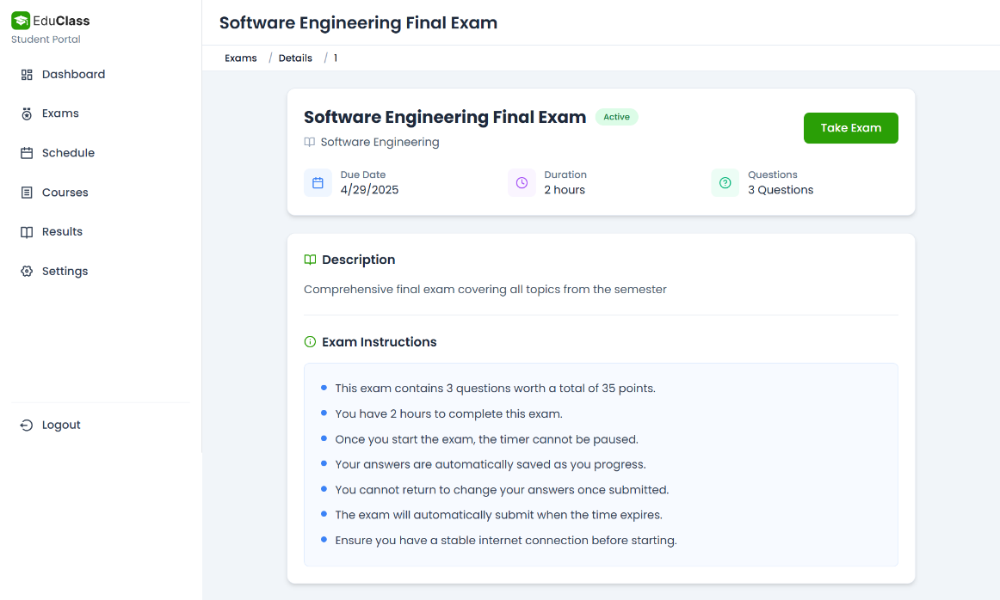 EduClass
Student Portal
Dashboard
Exams
Schedule
Courses
Results
Settings
Logout
Software Engineering Final Exam
Exams / Details / 1
Software Engineering Final Exam Active
Software Engineering
Take Exam
Due Date
4/29/2025
Duration
2 hours
Questions
3 Questions
Description
Comprehensive final exam covering all topics from the semester
Exam Instructions
This exam contains 3 questions worth a total of 35 points.
You have 2 hours to complete this exam.
Once you start the exam, the timer cannot be paused.
Your answers are automatically saved as you progress.
You cannot return to change your answers once submitted.
The exam will automatically submit when the time expires.
Ensure you have a stable internet connection before starting.